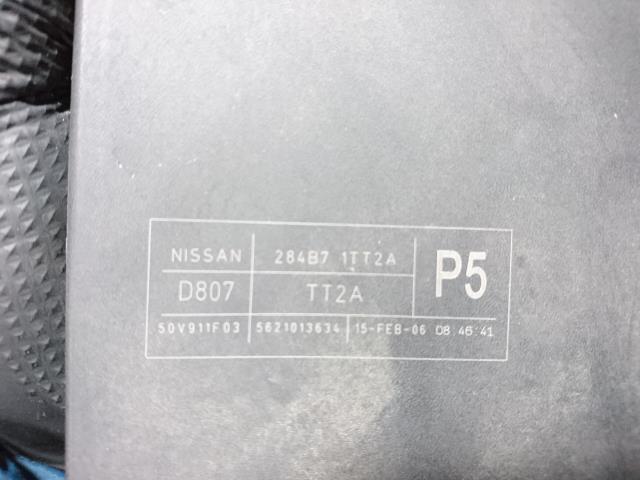 NISSAN 284B7 1TT2A P5
D807 TT2A
50V911F03 5621013634 15-FEB-06 08:46:41